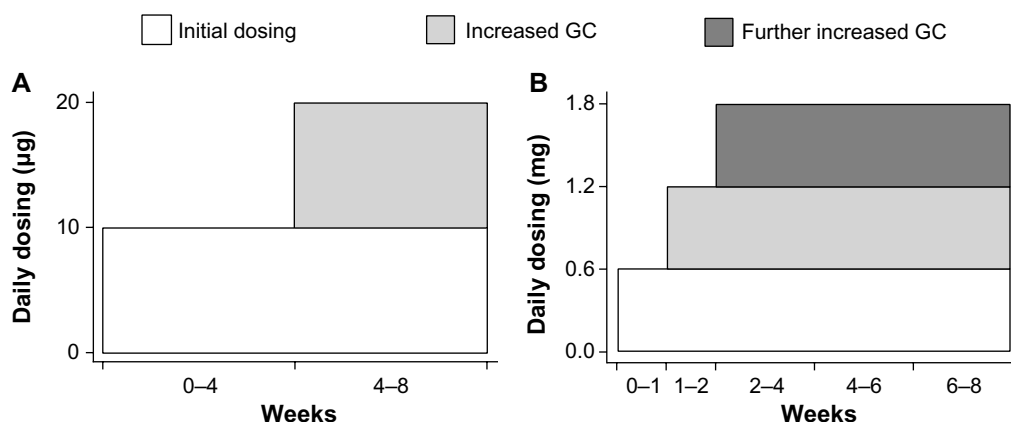 Initial dosing Increased GC Further increased GC
A
Daily dosing (µg)
20
10
0
0–4 4–8
Weeks
B
Daily dosing (mg)
1.8
1.2
0.6
0.0
0–1 1–2 2–4 4–6 6–8
Weeks